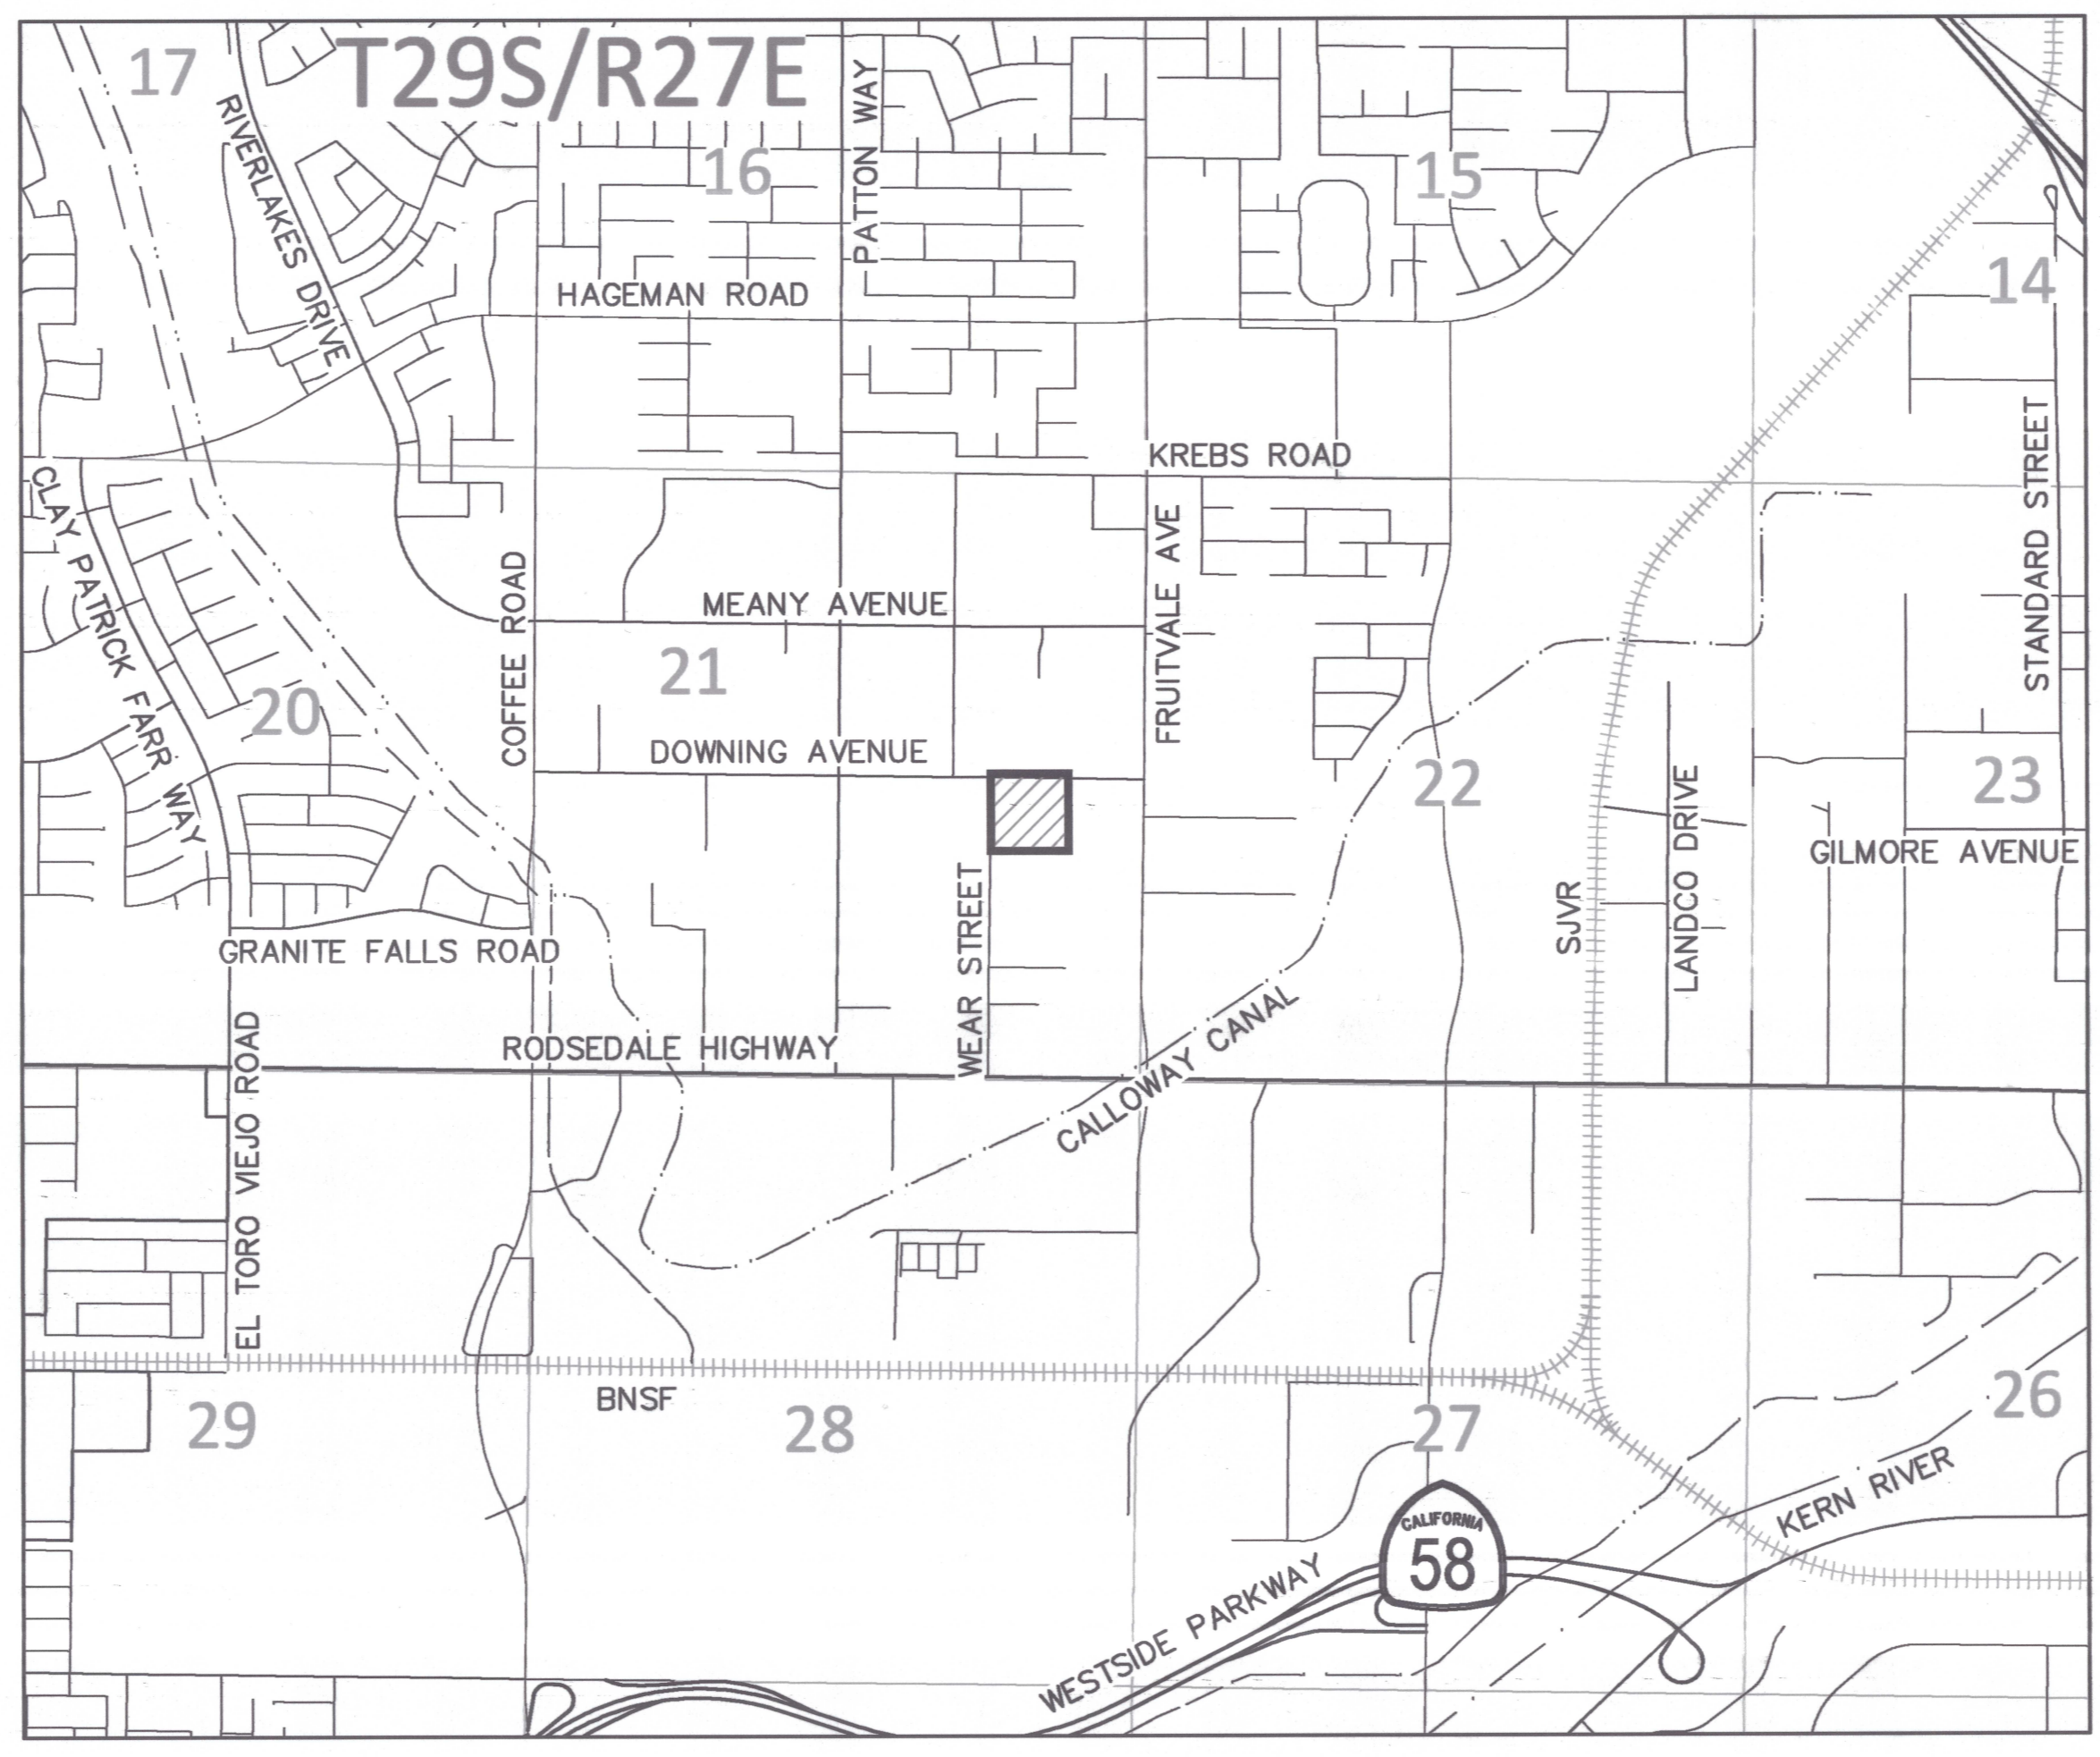 17
T29S/R27E
RIVERLAKES DRIVE
16
PATTON WAY
15
14
HAGEMAN ROAD
KREBS ROAD
CLAY PATRICK FARR WAY
COFFEE ROAD
FRUITVALE AVE
STANDARD STREET
MEANY AVENUE
20
21
DOWNING AVENUE
22
23
LANDCO DRIVE
GILMORE AVENUE
SJVR
WEAR STREET
GRANITE FALLS ROAD
EL TORO VIEJO ROAD
RODSEDALE HIGHWAY
CALLOWAY CANAL
BNSF
29
28
27
26
CALIFORNIA
58
KERN RIVER
WESTSIDE PARKWAY